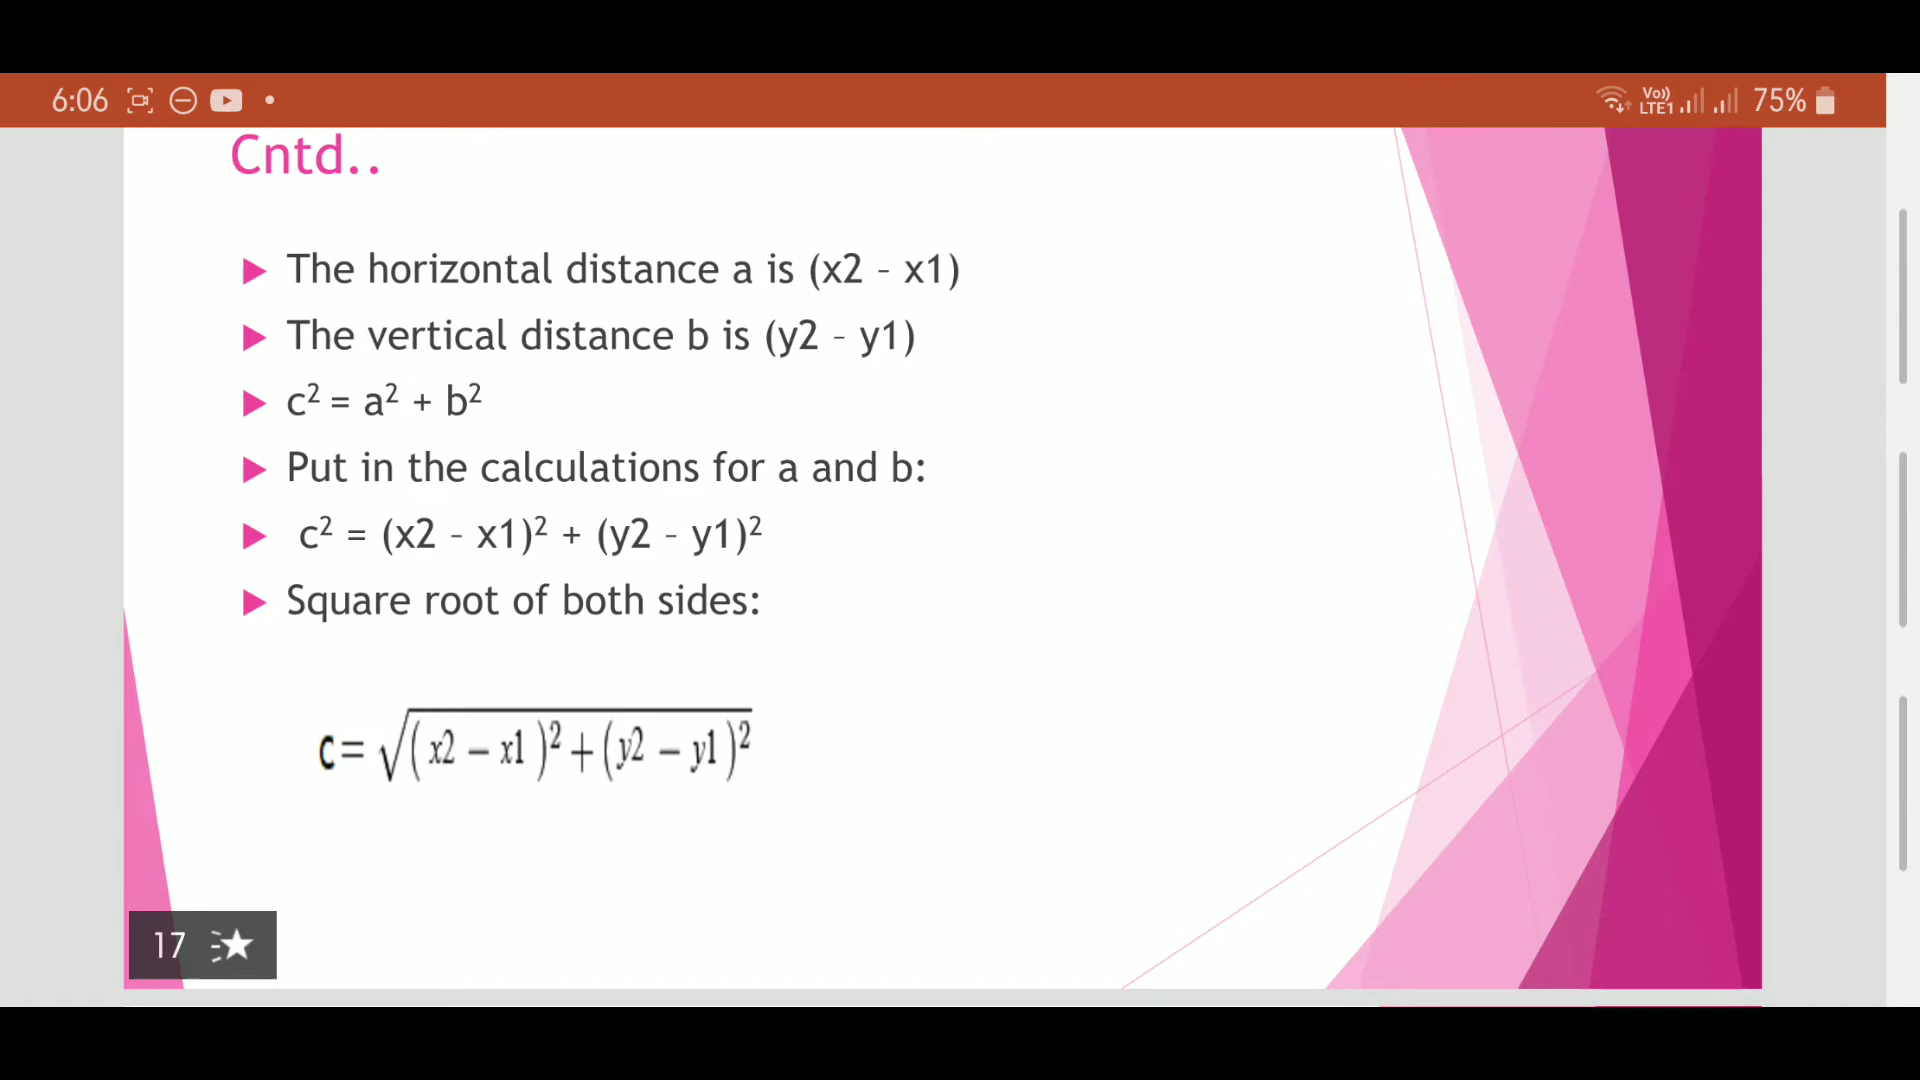 6:06
Vo))
LTE1
75%
Cntd..
The horizontal distance a is (x2 - x1)
The vertical distance b is (y2 - y1)
c² = a² + b²
Put in the calculations for a and b:
c² = (x2 - x1)² + (y2 - y1)²
Square root of both sides:
c = √(x2 − x1)² + (y2 − y1)²
17